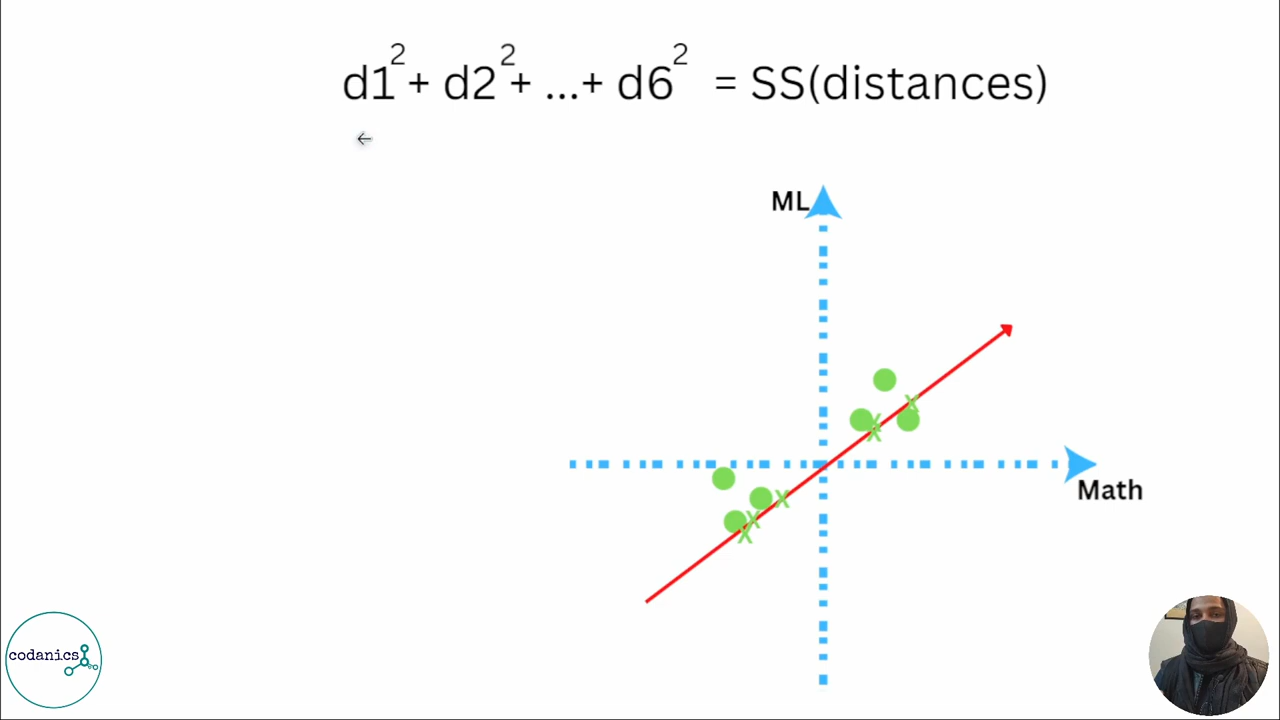 d1² + d2² + ...+ d6² = SS(distances)
ML
x
x
x
Math
x
x
x
codanics